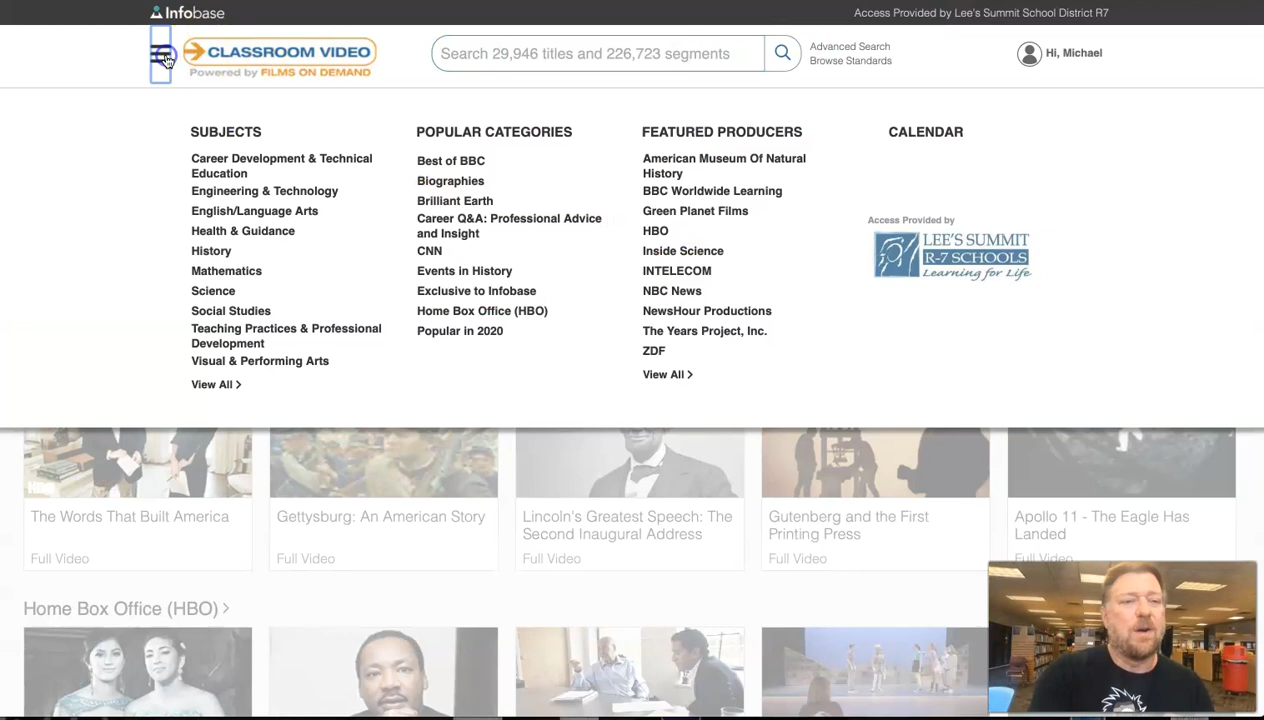 Infobase
Access Provided by Lee's Summit School District R7
CLASSROOM VIDEO
Powered by FILMS ON DEMAND
Search 29,946 titles and 226,723 segments
Advanced Search
Browse Standards
Hi, Michael
SUBJECTS
Career Development & Technical
Education
Engineering & Technology
English/Language Arts
Health & Guidance
History
Mathematics
Science
Social Studies
Teaching Practices & Professional
Development
Visual & Performing Arts
View All >
POPULAR CATEGORIES
Best of BBC
Biographies
Brilliant Earth
Career Q&A: Professional Advice
and Insight
CNN
Events in History
Exclusive to Infobase
Home Box Office (HBO)
Popular in 2020
FEATURED PRODUCERS
American Museum Of Natural
History
BBC Worldwide Learning
Green Planet Films
HBO
Inside Science
INTELECOM
NBC News
NewsHour Productions
The Years Project, Inc.
ZDF
View All >
CALENDAR
Access Provided by
LEE'S SUMMIT
R-7 SCHOOLS
Learning for Life
HBO
The Words That Built America
Full Video
Gettysburg: An American Story
Full Video
Lincoln's Greatest Speech: The
Second Inaugural Address
Full Video
Gutenberg and the First
Printing Press
Full Video
Apollo 11 - The Eagle Has
Landed
Full Video
Home Box Office (HBO) >